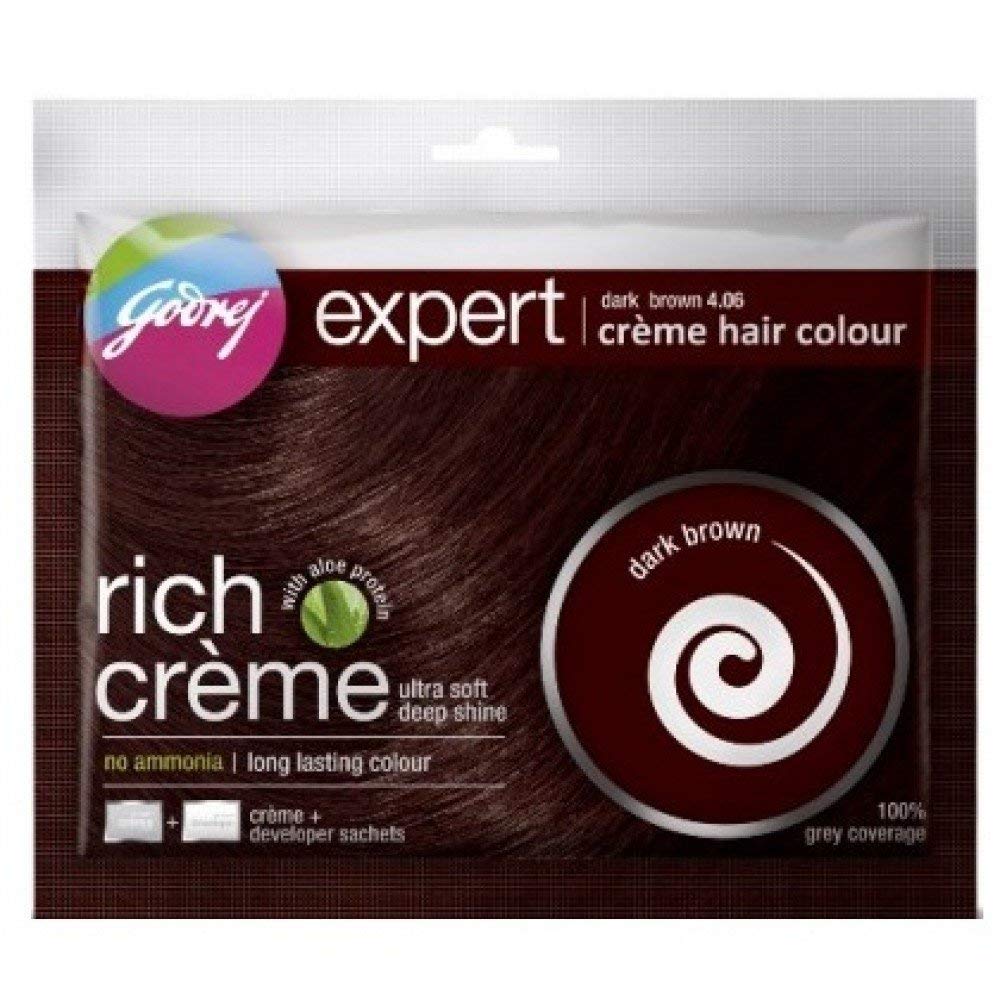 Godrej
expert
dark brown 4.06
crème hair colour
dark brown
rich
crème
with aloe protein
ultra soft
deep shine
no ammonia | long lasting colour
+
crème +
developer sachets
100%
grey coverage